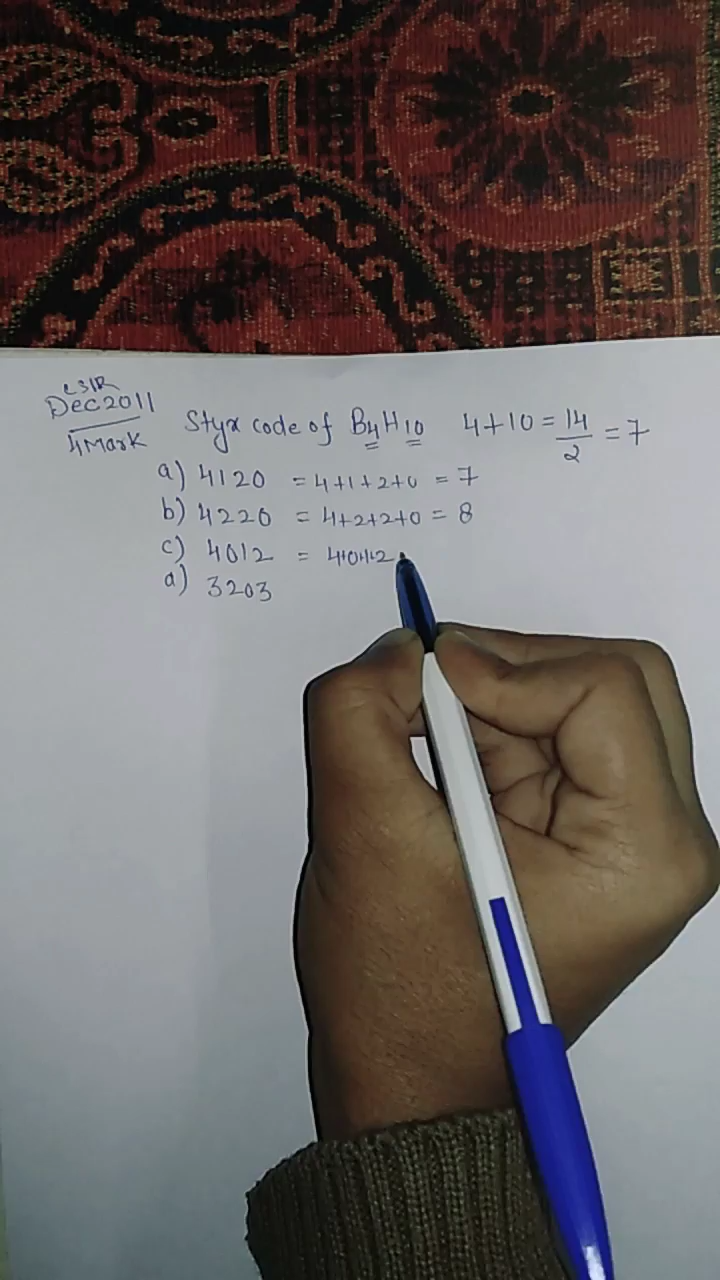 CSIR
Dec 2011
4 Mark
Styx code of B4H10 4+10 = 14/2 = 7
a) 4120 = 4+1+2+0 = 7
b) 4220 = 4+2+2+0 = 8
c) 4012 = 4+0+1+2
d) 3203